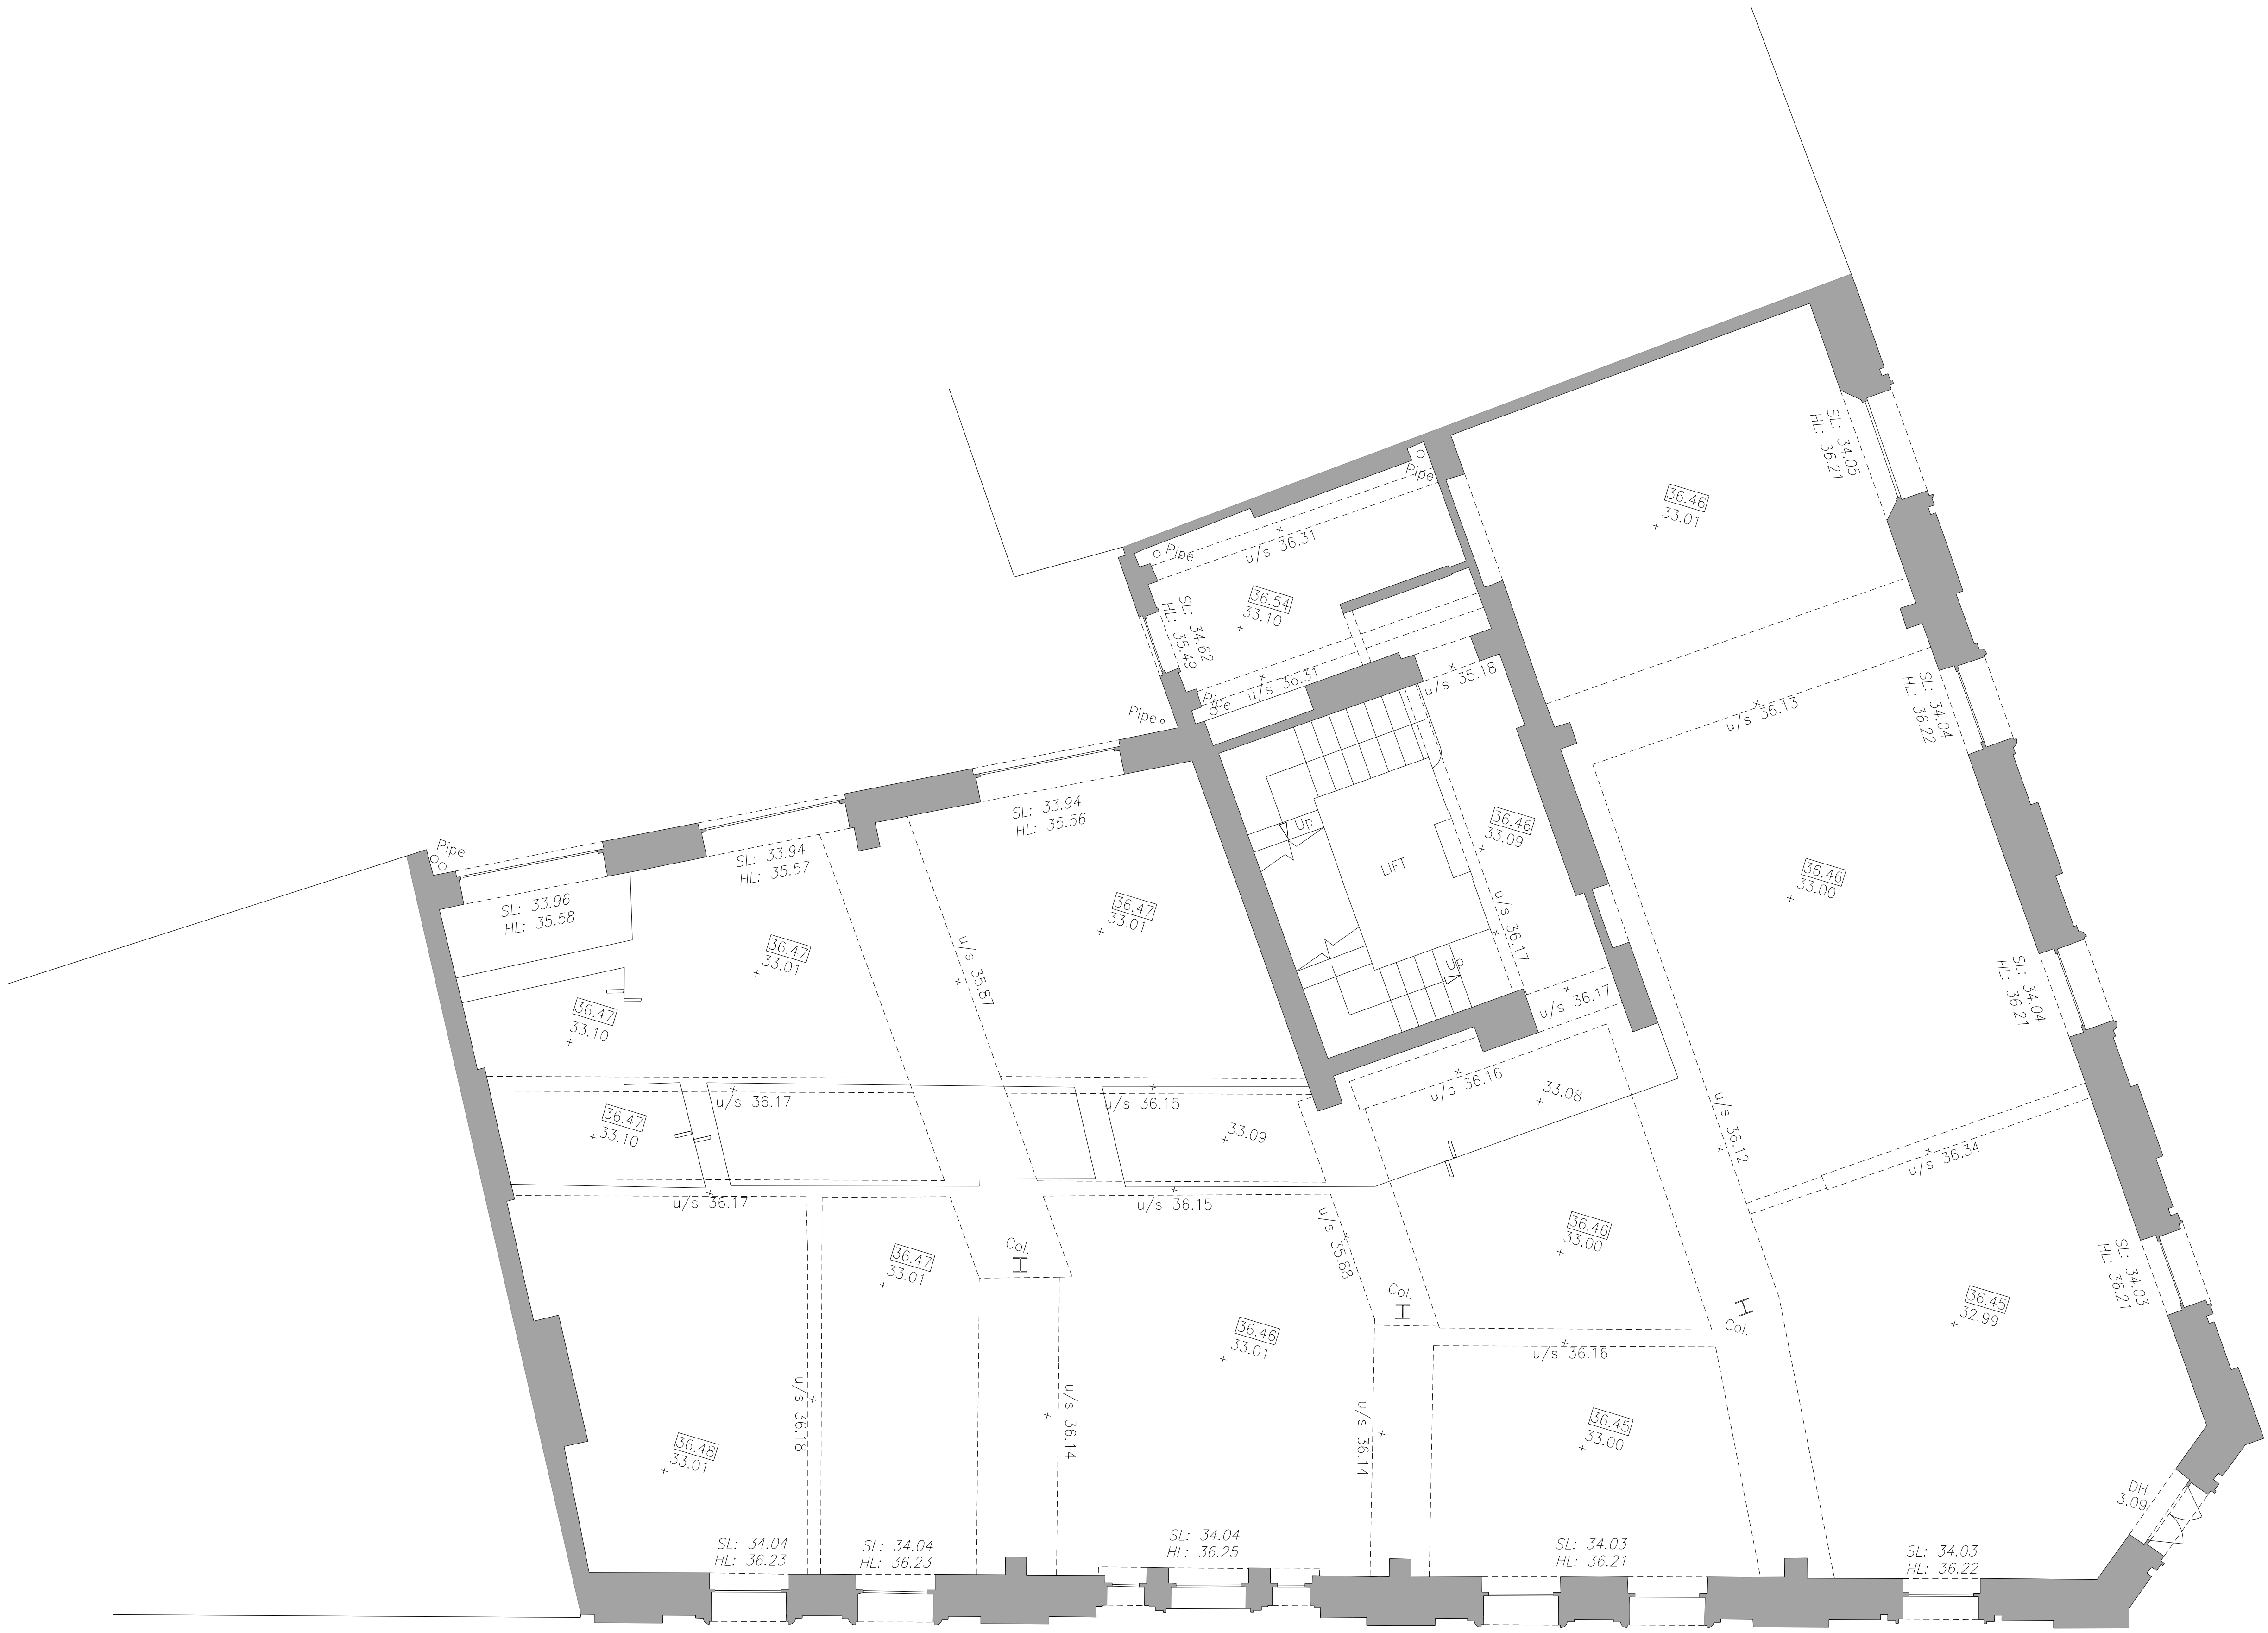 SL: 34.05
HL: 36.21
36.46
33.01
Pipe
u/s 36.31
Pipe
36.54
33.10
SL: 34.62
HL: 35.49
u/s 36.31
u/s 35.18
Pipe
Pipe
SL: 34.04
HL: 36.22
u/s 36.13
SL: 33.94
HL: 35.56
Up
36.46
33.09
LIFT
Pipe
SL: 33.94
HL: 35.57
36.46
33.00
SL: 33.96
HL: 35.58
36.47
33.01
36.47
33.01
u/s 35.87
u/s 36.17
Up
SL: 34.04
HL: 36.21
36.47
33.10
u/s 36.17
u/s 36.16
33.08
u/s 36.17
u/s 36.15
36.47
33.10
33.09
u/s 36.12
u/s 36.34
u/s 36.17
u/s 36.15
36.46
33.00
u/s 35.88
Col.
36.47
33.01
SL: 34.03
HL: 36.21
Col.
36.45
32.99
Col.
36.46
33.01
u/s 36.16
u/s 36.18
u/s 36.14
u/s 36.14
36.45
33.00
36.48
33.01
DH
3.09
SL: 34.04
HL: 36.23
SL: 34.04
HL: 36.23
SL: 34.04
HL: 36.25
SL: 34.03
HL: 36.21
SL: 34.03
HL: 36.22